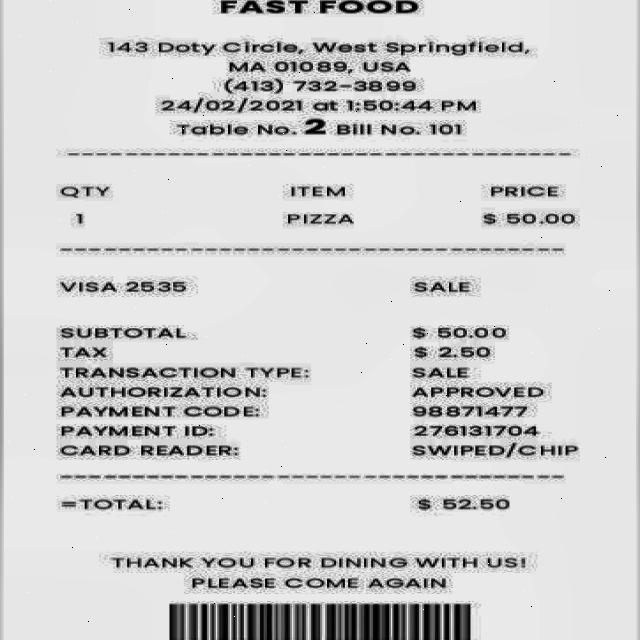 FAST FOOD
143 Doty Circle, West Springfield,
MA 01089, USA
(413) 732-3899
24/02/2021 at 1:50:44 PM
Table No. 2 Bill No. 101
QTY ITEM PRICE
1 PIZZA $ 50.00
VISA 2535 SALE
SUBTOTAL $ 50.00
TAX $ 2.50
TRANSACTION TYPE: SALE
AUTHORIZATION: APPROVED
PAYMENT CODE: 98871477
PAYMENT ID: 276131704
CARD READER: SWIPED/CHIP
=TOTAL: $ 52.50
THANK YOU FOR DINING WITH US!
PLEASE COME AGAIN